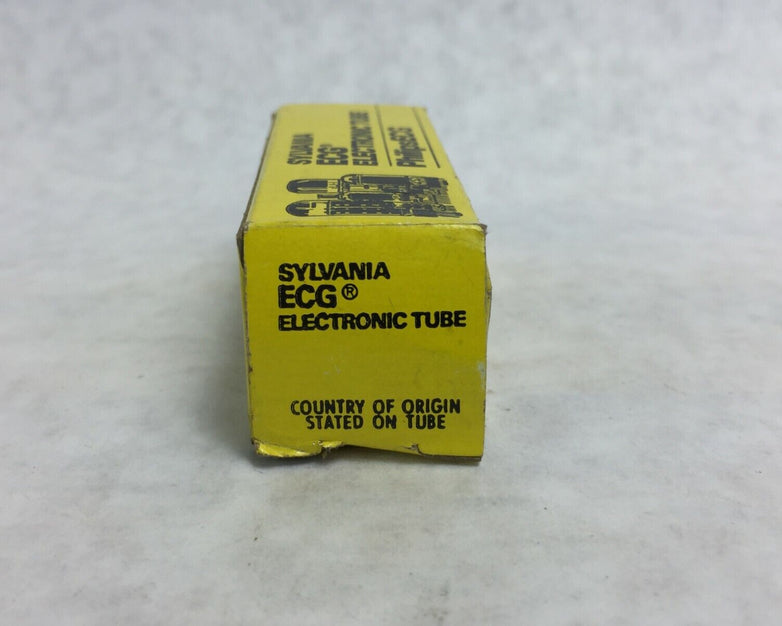 SYLVANIA
ECG®
ELECTRONIC TUBE
Philips ECG
SYLVANIA
ECG®
ELECTRONIC TUBE
COUNTRY OF ORIGIN
STATED ON TUBE